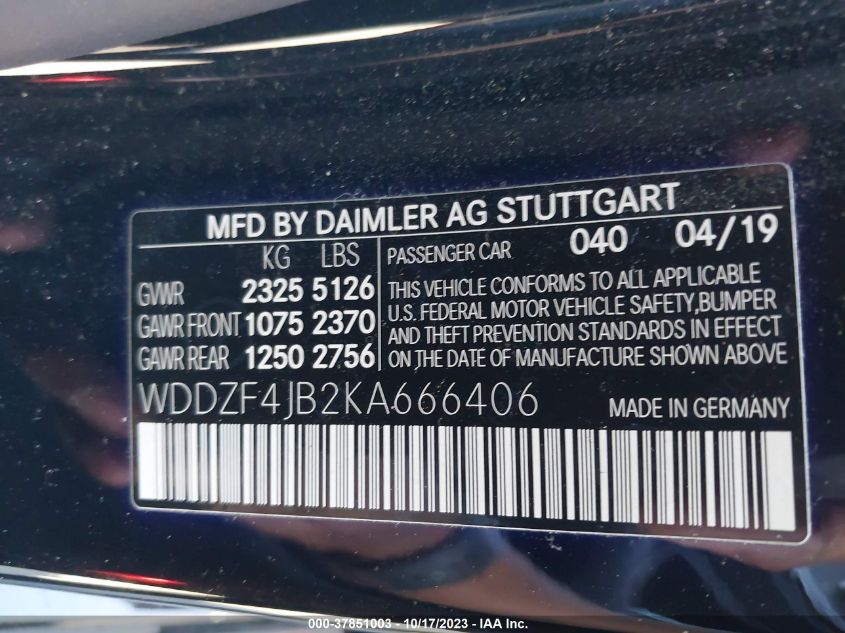 MFD BY DAIMLER AG STUTTGART
KG LBS
GVWR 2325 5126
GAWR FRONT 1075 2370
GAWR REAR 1250 2756
PASSENGER CAR 040 04/19
THIS VEHICLE CONFORMS TO ALL APPLICABLE
U.S. FEDERAL MOTOR VEHICLE SAFETY,BUMPER
AND THEFT PREVENTION STANDARDS IN EFFECT
ON THE DATE OF MANUFACTURE SHOWN ABOVE
WDDZF4JB2KA666406
MADE IN GERMANY
000-37851003 - 10/17/2023 - IAA Inc.